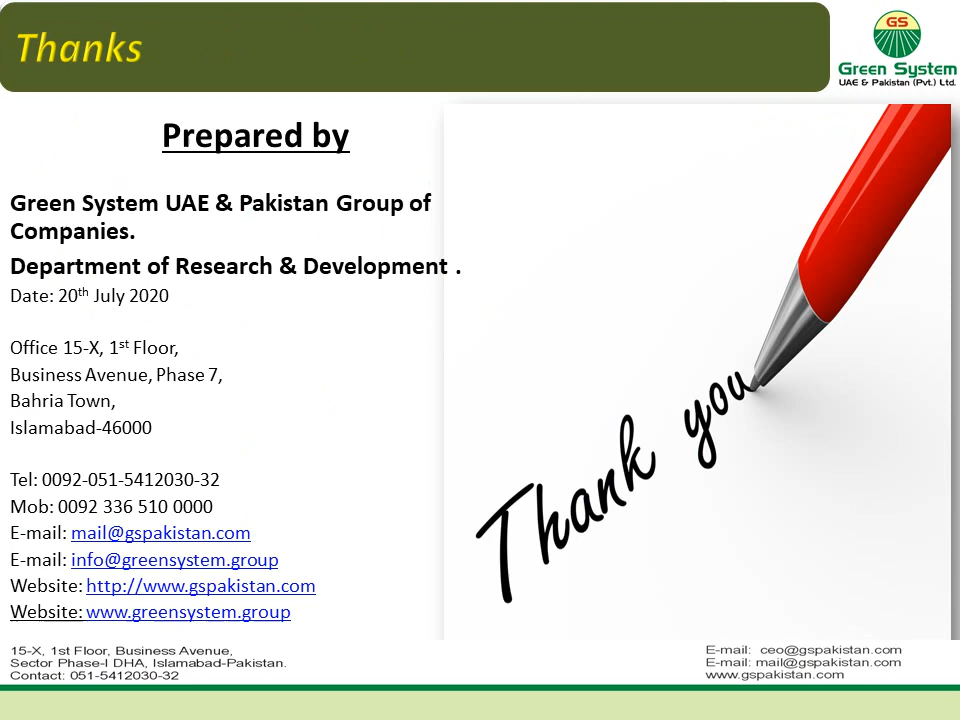 Thanks
GS
Green System
UAE & Pakistan (Pvt.) Ltd.
Prepared by
Green System UAE & Pakistan Group of
Companies.
Department of Research & Development .
Date: 20th July 2020
Office 15-X, 1st Floor,
Business Avenue, Phase 7,
Bahria Town,
Islamabad-46000
Tel: 0092-051-5412030-32
Mob: 0092 336 510 0000
E-mail: mail@gspakistan.com
E-mail: info@greensystem.group
Website: http://www.gspakistan.com
Website: www.greensystem.group
Thank you
15-X, 1st Floor, Business Avenue,
Sector Phase-I DHA, Islamabad-Pakistan.
Contact: 051-5412030-32
E-mail: ceo@gspakistan.com
E-mail: mail@gspakistan.com
www.gspakistan.com